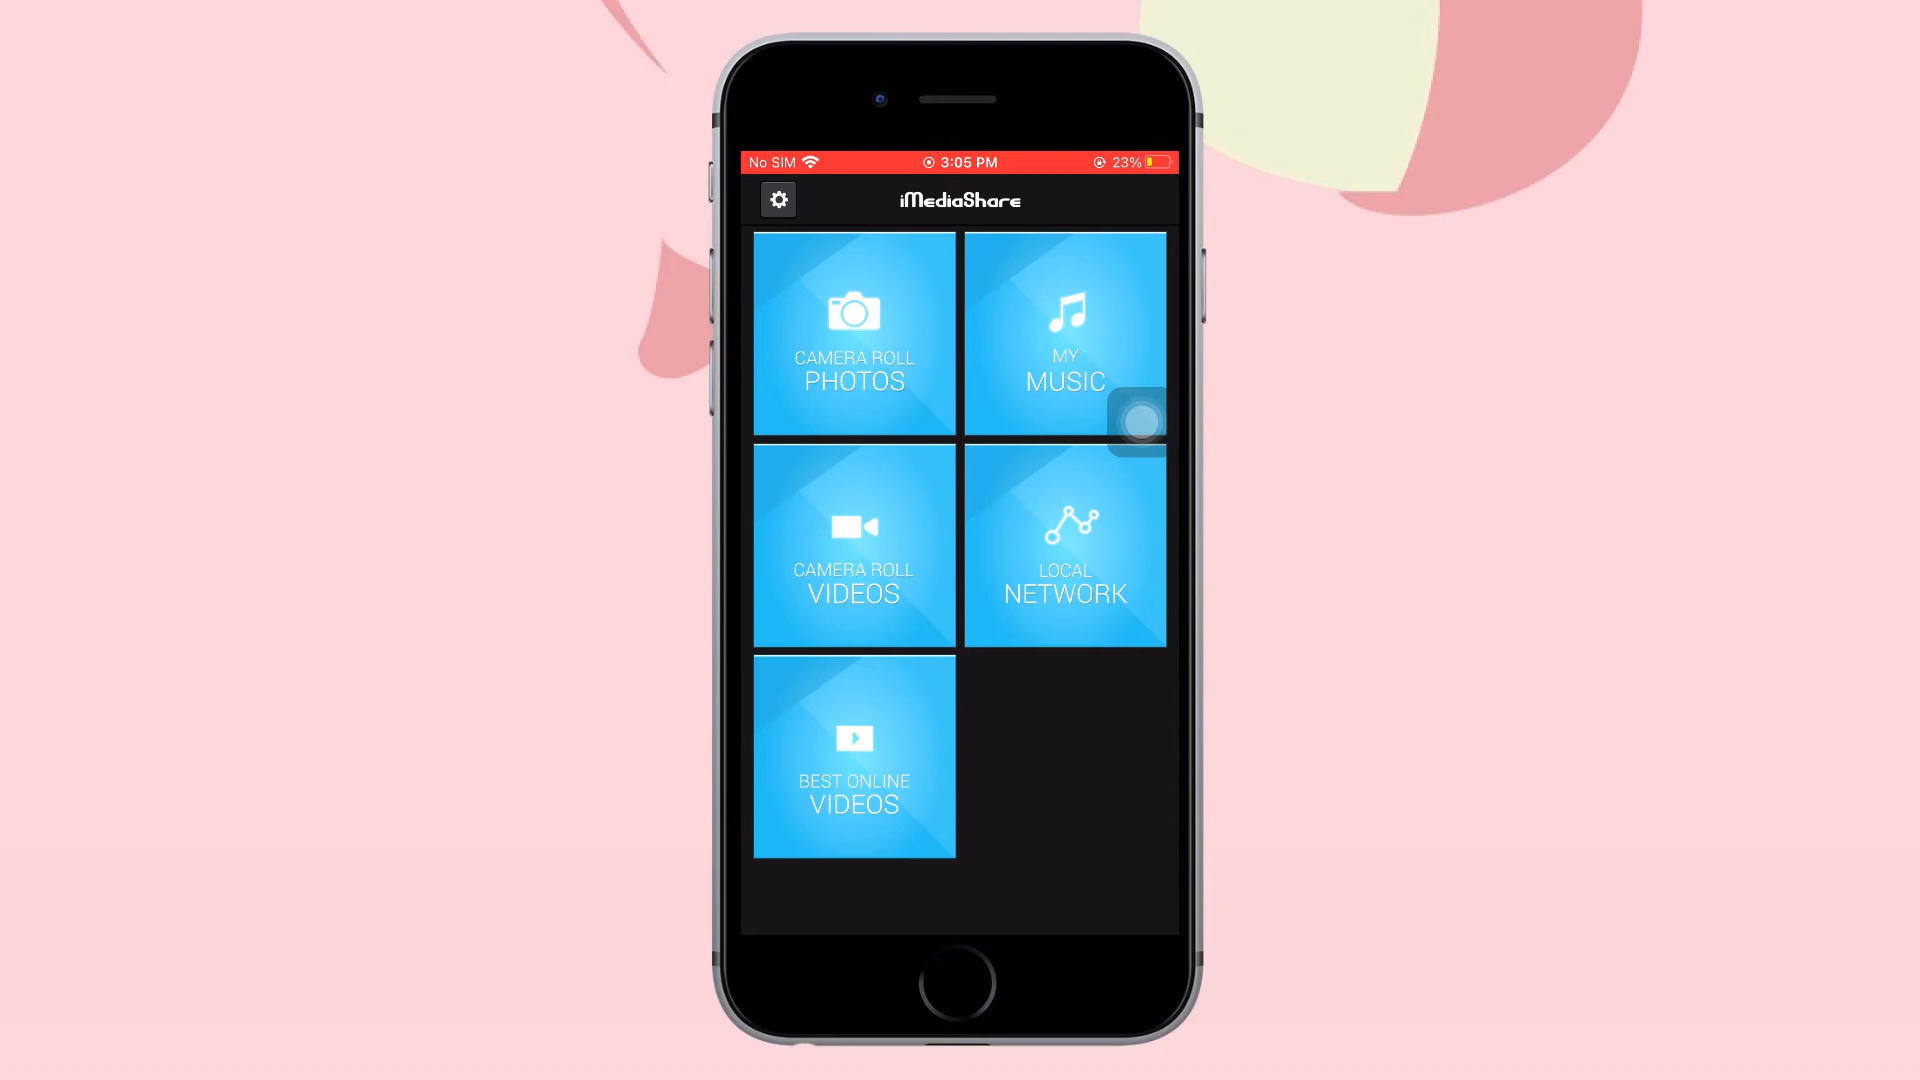 No SIM 3:05 PM 23%
iMediaShare
CAMERA ROLL
PHOTOS
MY
MUSIC
CAMERA ROLL
VIDEOS
LOCAL
NETWORK
BEST ONLINE
VIDEOS